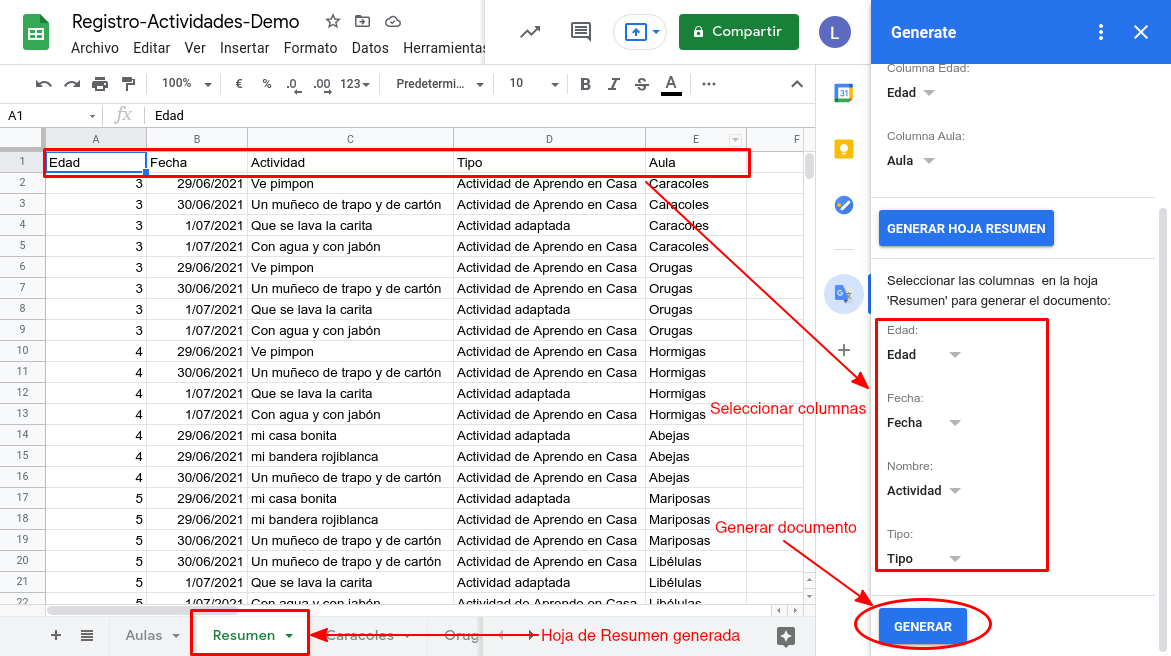 Registro-Actividades-Demo
Archivo Editar Ver Insertar Formato Datos Herramientas
Compartir
L
Generate
100% € % .0 .00 123 Predetermi... 10 B I S A
A1 fx Edad
A B C D E F
1 Edad Fecha Actividad Tipo Aula
2 3 29/06/2021 Ve pimpon Actividad de Aprendo en Casa Caracoles
3 3 30/06/2021 Un muñeco de trapo y de cartón Actividad de Aprendo en Casa Caracoles
4 3 1/07/2021 Que se lava la carita Actividad adaptada Caracoles
5 3 1/07/2021 Con agua y con jabón Actividad de Aprendo en Casa Caracoles
6 3 29/06/2021 Ve pimpon Actividad de Aprendo en Casa Orugas
7 3 30/06/2021 Un muñeco de trapo y de cartón Actividad de Aprendo en Casa Orugas
8 3 1/07/2021 Que se lava la carita Actividad adaptada Orugas
9 3 1/07/2021 Con agua y con jabón Actividad de Aprendo en Casa Orugas
10 4 29/06/2021 Ve pimpon Actividad de Aprendo en Casa Hormigas
11 4 30/06/2021 Un muñeco de trapo y de cartón Actividad de Aprendo en Casa Hormigas
12 4 1/07/2021 Que se lava la carita Actividad adaptada Hormigas
13 4 1/07/2021 Con agua y con jabón Actividad de Aprendo en Casa Hormigas
14 4 29/06/2021 mi casa bonita Actividad adaptada Abejas
15 4 29/06/2021 mi bandera rojiblanca Actividad de Aprendo en Casa Abejas
16 4 30/06/2021 Un muñeco de trapo y de cartón Actividad de Aprendo en Casa Abejas
17 5 29/06/2021 mi casa bonita Actividad adaptada Mariposas
18 5 29/06/2021 mi bandera rojiblanca Actividad de Aprendo en Casa Mariposas
19 5 30/06/2021 Un muñeco de trapo y de cartón Actividad de Aprendo en Casa Mariposas
20 5 30/06/2021 Un muñeco de trapo y de cartón Actividad de Aprendo en Casa Libélulas
21 5 1/07/2021 Que se lava la carita Actividad adaptada Libélulas
22 5 1/07/2021 Con agua y con jabón Actividad de Aprendo en Casa Libélulas
Aulas Resumen Caracoles Orug
Hoja de Resumen generada
31
Seleccionar columnas
Generar documento
Columna Edad:
Edad
Columna Aula:
Aula
GENERAR HOJA RESUMEN
Seleccionar las columnas en la hoja
'Resumen' para generar el documento:
Edad:
Edad
Fecha:
Fecha
Nombre:
Actividad
Tipo:
Tipo
GENERAR